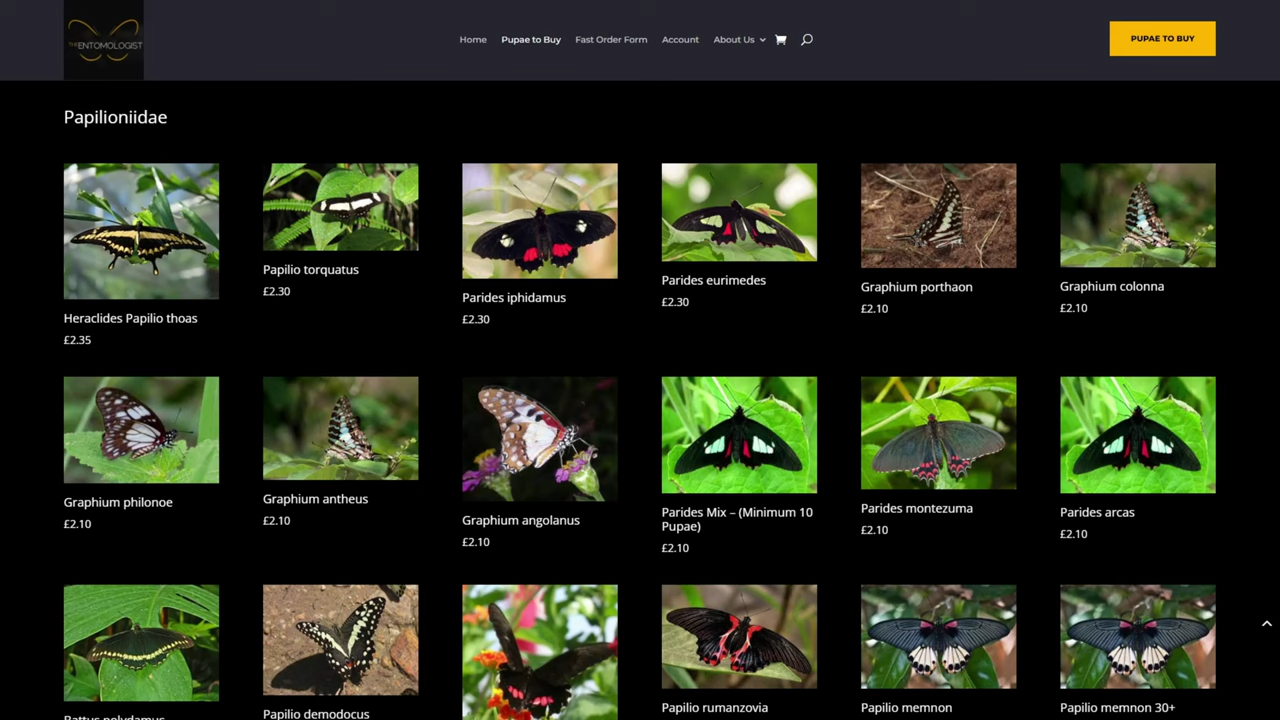 THE ENTOMOLOGIST
Home
Pupae to Buy
Fast Order Form
Account
About Us
PUPAE TO BUY
Papilioniidae
Heraclides Papilio thoas
£2.35
Papilio torquatus
£2.30
Parides iphidamus
£2.30
Parides eurimedes
£2.30
Graphium porthaon
£2.10
Graphium colonna
£2.10
Graphium philonoe
£2.10
Graphium antheus
£2.10
Graphium angolanus
£2.10
Parides Mix – (Minimum 10
Pupae)
£2.10
Parides montezuma
£2.10
Parides arcas
£2.10
Battus polydamus
Papilio demodocus
Papilio rumanzovia
Papilio memnon
Papilio memnon 30+